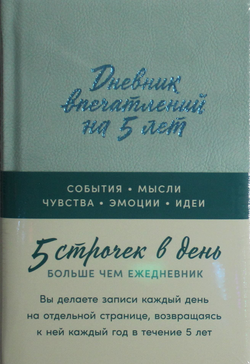 Дневник
впечатлений
на 5 лет
СОБЫТИЯ • МЫСЛИ
ЧУВСТВА • ЭМОЦИИ • ИДЕИ
5 строчек в день
БОЛЬШЕ ЧЕМ ЕЖЕДНЕВНИК
Вы делаете записи каждый день
на отдельной странице, возвращаясь
к ней каждый год в течение 5 лет